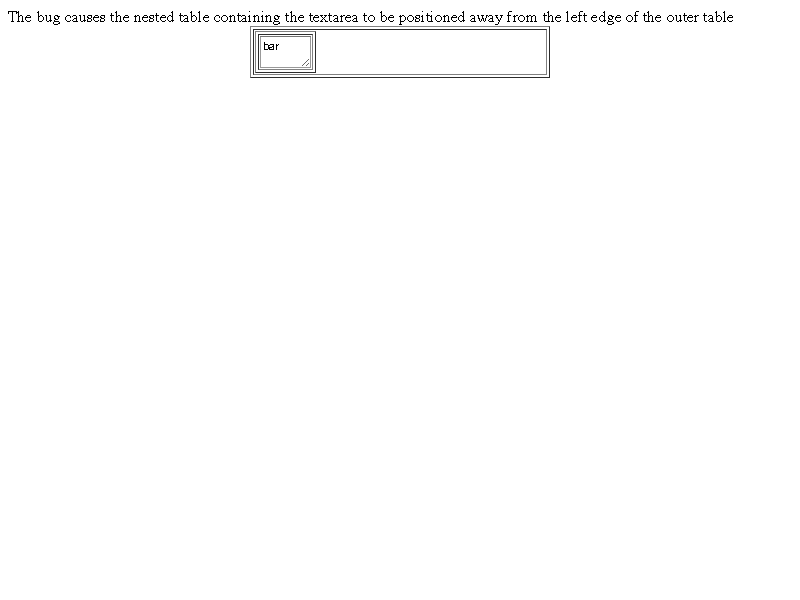 The bug causes the nested table containing the textarea to be positioned away from the left edge of the outer table
bar